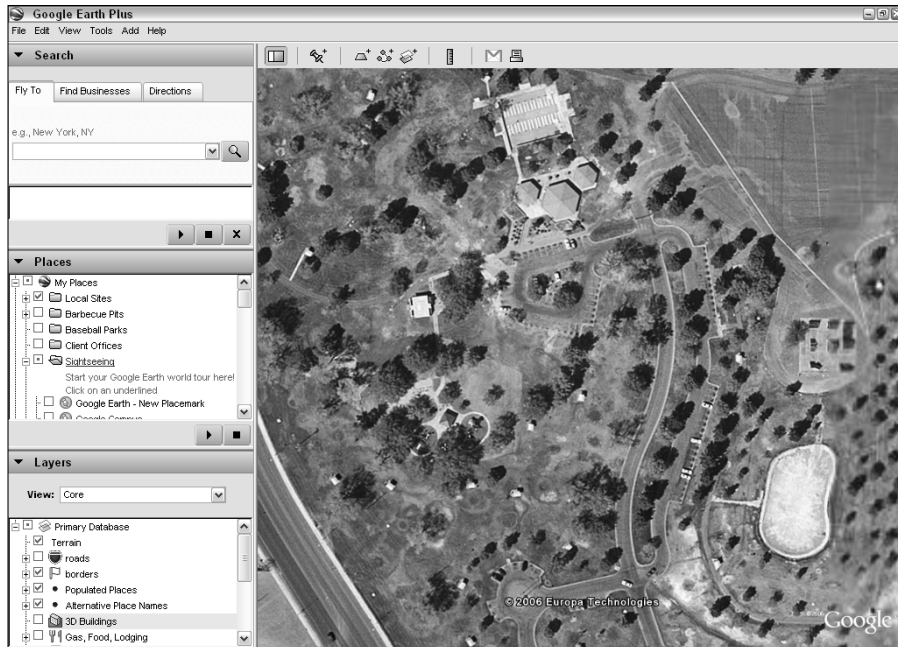 Google Earth Plus
File Edit View Tools Add Help
Search
Fly To Find Businesses Directions
e.g., New York, NY
Places
My Places
Local Sites
Barbecue Pits
Baseball Parks
Client Offices
Sightseeing
Start your Google Earth world tour here!
Click on an underlined
Google Earth - New Placemark
Google Campus
Layers
View: Core
Primary Database
Terrain
roads
borders
Populated Places
Alternative Place Names
3D Buildings
Gas, Food, Lodging
© 2006 Europa Technologies
Google